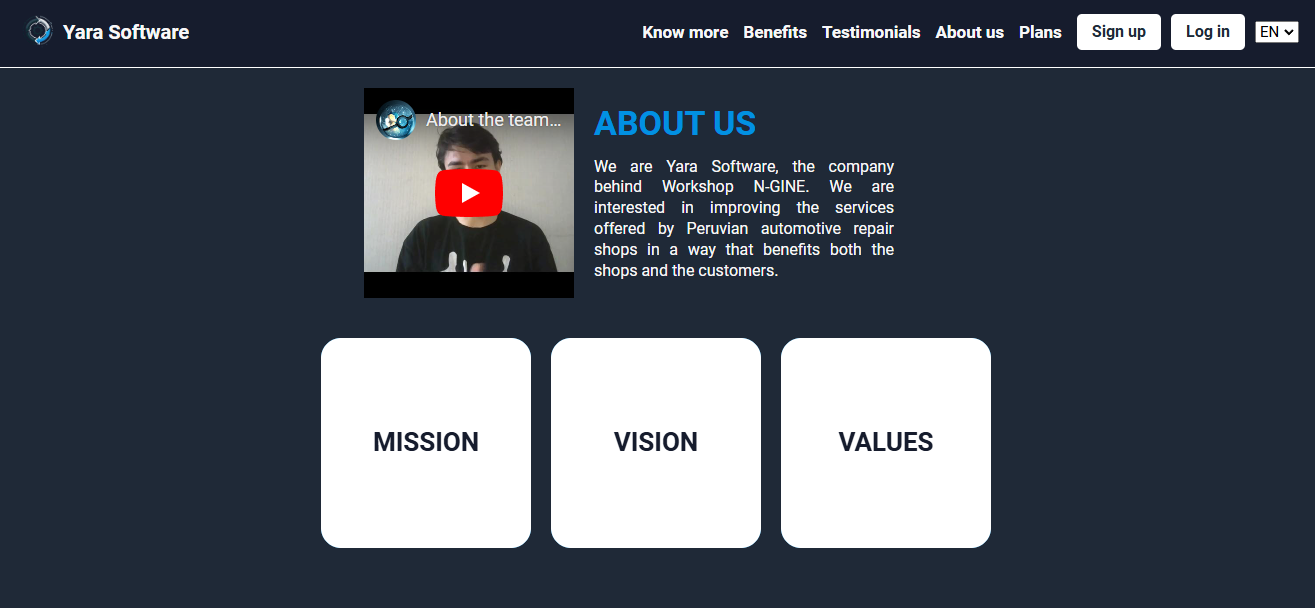 Yara Software
Know more
Benefits
Testimonials
About us
Plans
Sign up
Log in
EN
About the team…
ABOUT US
We are Yara Software, the company
behind Workshop N-GINE. We are
interested in improving the services
offered by Peruvian automotive repair
shops in a way that benefits both the
shops and the customers.
MISSION
VISION
VALUES